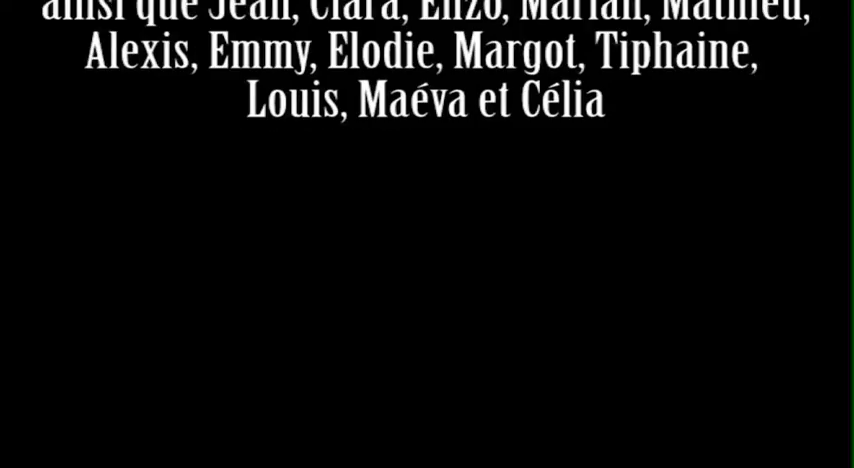 ainsi que Jean, Clara, Enzo, Marian, Mathieu,
Alexis, Emmy, Elodie, Margot, Tiphaine,
Louis, Maéva et Célia